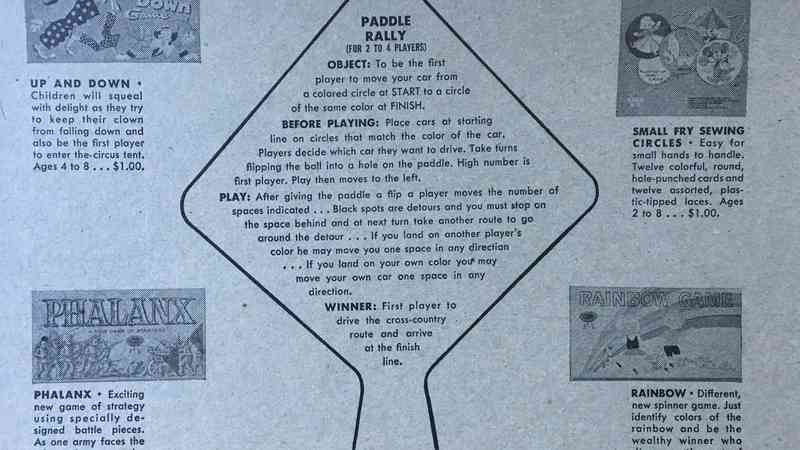 Down
Game
UP AND DOWN •
Children will squeal
with delight as they try
to keep their clown
from falling down and
also be the first player
to enter the circus tent.
Ages 4 to 8 . . . $1.00.
PHALANX
PHALANX • Exciting
new game of strategy
using specially de-
signed battle pieces.
As one army faces the
PADDLE
RALLY
(FOR 2 TO 4 PLAYERS)
OBJECT: To be the first
player to move your car from
a colored circle at START to a circle
of the same color at FINISH.
BEFORE PLAYING: Place cars at starting
line on circles that match the color of the car.
Players decide which car they want to drive. Take turns
flipping the ball into a hole on the paddle. High number is
first player. Play then moves to the left.
PLAY: After giving the paddle a flip a player moves the number of
spaces indicated . . . Black spots are detours and you must stop on
the space behind and at next turn take another route to go
around the detour . . . If you land on another player's
color he may move you one space in any direction
. . . If you land on your own color you may
move your own car one space in any
direction.
WINNER: First player to
drive the cross-country
route and arrive
at the finish
line.
SMALL FRY SEWING
CIRCLES • Easy for
small hands to handle.
Twelve colorful, round,
hole-punched cards and
twelve assorted, plas-
tic-tipped laces. Ages
2 to 8 . . . $1.00.
RAINBOW GAME
RAINBOW • Different,
new spinner game. Just
identify colors of the
rainbow and be the
wealthy winner who